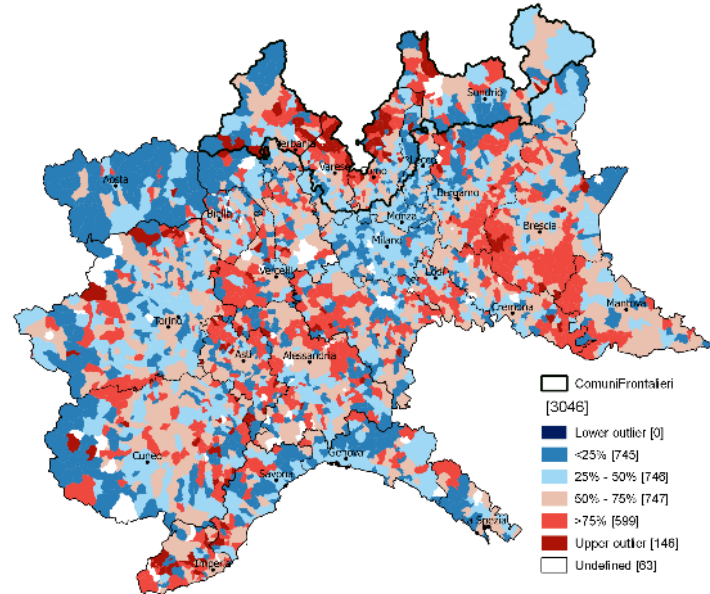 Sondrio
Verbania
Aosta
Varese
Como
Lecco
Bergamo
Biella
Monza
Brescia
Milano
Vercelli
Lodi
Cremona
Mantova
Torino
Asti
Alessandria
ComuniFrontalieri
[3046]
Lower outlier [0]
<25% [745]
25% - 50% [746]
50% - 75% [747]
>75% [599]
Upper outlier [146]
Undefined [63]
Cuneo
Genova
Savona
La Spezia
Imperia